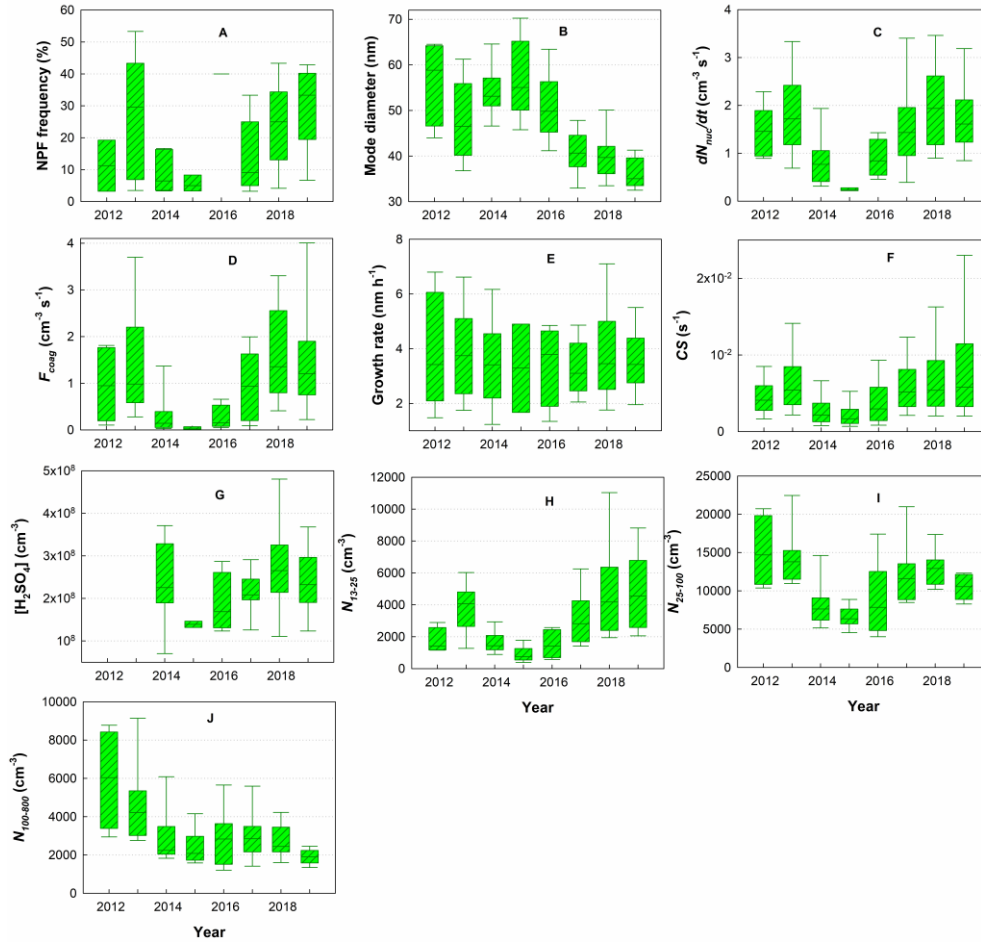 A
NPF frequency (%)
60
50
40
30
20
10
0
2012 2014 2016 2018
B
Mode diameter (nm)
70
60
50
40
30
2012 2014 2016 2018
C
dN_nuc/dt (cm⁻³ s⁻¹)
4
3
2
1
0
2012 2014 2016 2018
D
F_coag (cm⁻³ s⁻¹)
4
3
2
1
0
2012 2014 2016 2018
E
Growth rate (nm h⁻¹)
8
6
4
2
2012 2014 2016 2018
F
CS (s⁻¹)
2x10⁻²
10⁻²
0
2012 2014 2016 2018
G
[H₂SO₄] (cm⁻³)
5x10⁸
4x10⁸
3x10⁸
2x10⁸
10⁸
2012 2014 2016 2018
H
N₁₃₋₂₅ (cm⁻³)
12000
10000
8000
6000
4000
2000
0
2012 2014 2016 2018
Year
I
N₂₅₋₁₀₀ (cm⁻³)
25000
20000
15000
10000
5000
0
2012 2014 2016 2018
Year
J
N₁₀₀₋₈₀₀ (cm⁻³)
10000
8000
6000
4000
2000
0
2012 2014 2016 2018
Year